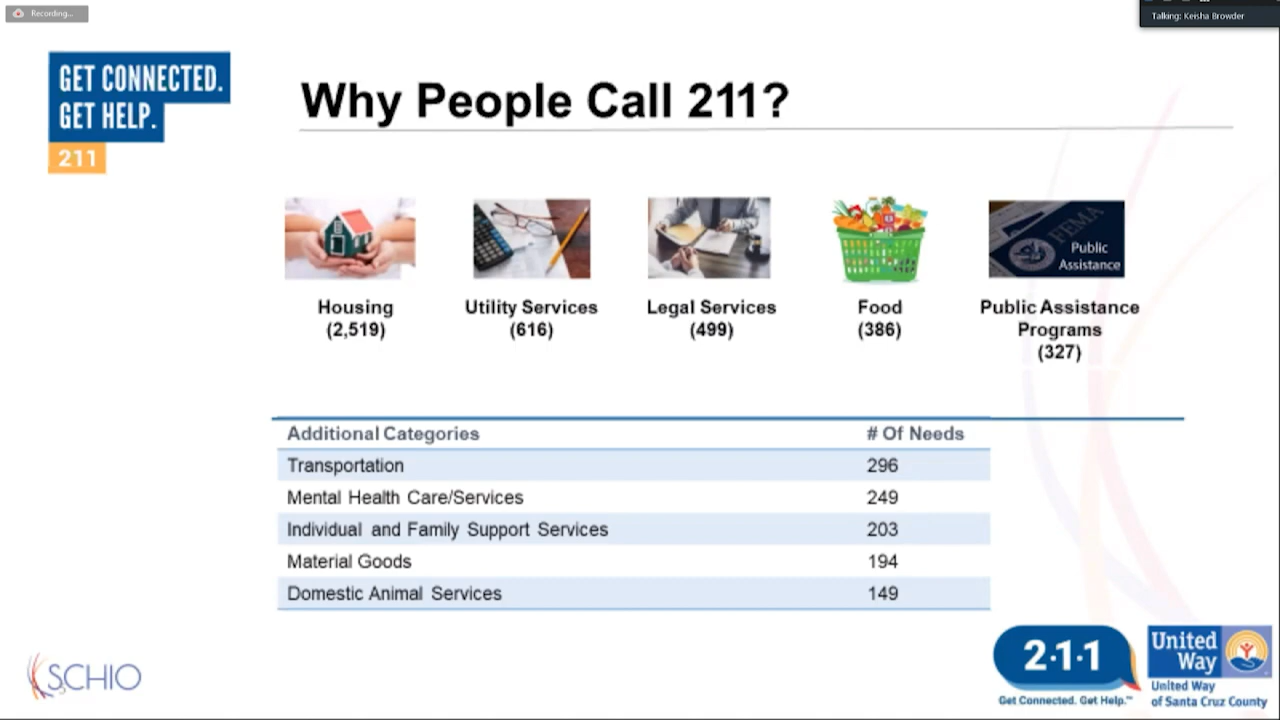 Recording...
Talking: Keisha Browder
GET CONNECTED.
GET HELP.
211
Why People Call 211?
FEMA
Public
Assistance
Housing
(2,519)
Utility Services
(616)
Legal Services
(499)
Food
(386)
Public Assistance
Programs
(327)
Additional Categories # Of Needs
Transportation 296
Mental Health Care/Services 249
Individual and Family Support Services 203
Material Goods 194
Domestic Animal Services 149
SCHIO
2·1·1
Get Connected. Get Help.™
United
Way
United Way
of Santa Cruz County